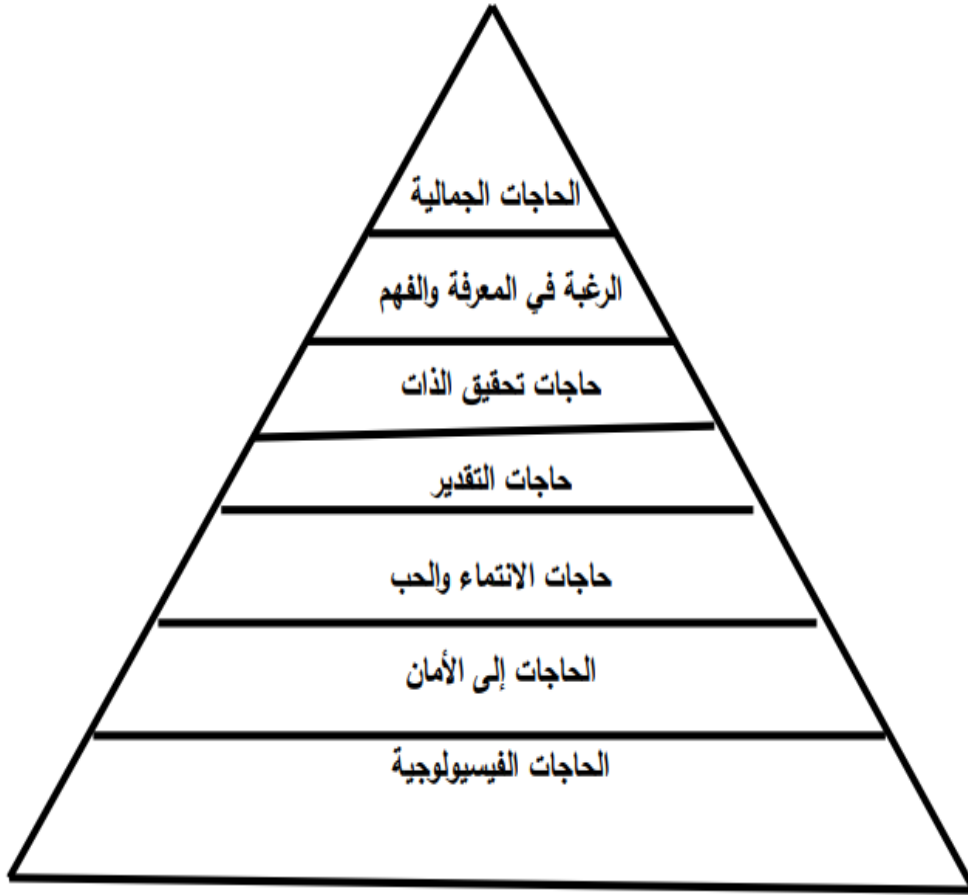 الحاجات الجمالية
الرغبة في المعرفة والفهم
حاجات تحقيق الذات
حاجات التقدير
حاجات الانتماء والحب
الحاجات إلى الأمان
الحاجات الفيسيولوجية